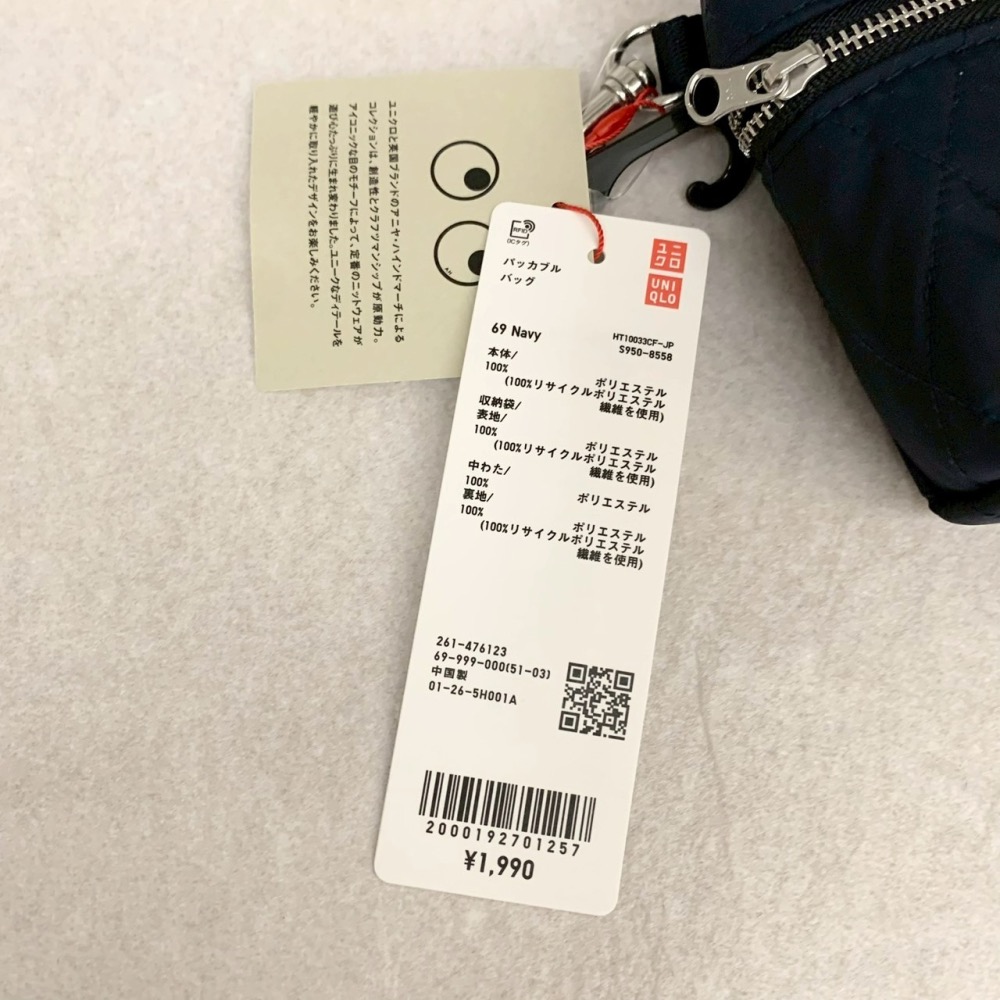 ユニクロと英国ブランドのアニヤ・ハインドマーチによる
コレクションは、創造性とクラフツマンシップが原動力。
アイコニックな目のモチーフによって、定番のニットウェアが
遊び心たっぷりに生まれ変わりました。ユニークなディテールを
軽やかに取り入れたデザインをお楽しみください。
RFID
(ICタグ)
パッカブル
バッグ
ユニ
クロ
UNI
QLO
69 Navy
HT10033CF-JP
S950-8558
本体/
100% ポリエステル
(100%リサイクルポリエステル
繊維を使用)
収納袋/
表地/
100% ポリエステル
(100%リサイクルポリエステル
繊維を使用)
中わた/
100% ポリエステル
裏地/
100% ポリエステル
(100%リサイクルポリエステル
繊維を使用)
261-476123
69-999-000(51-03)
中国製
01-26-5H001A
2000192701257
¥1,990